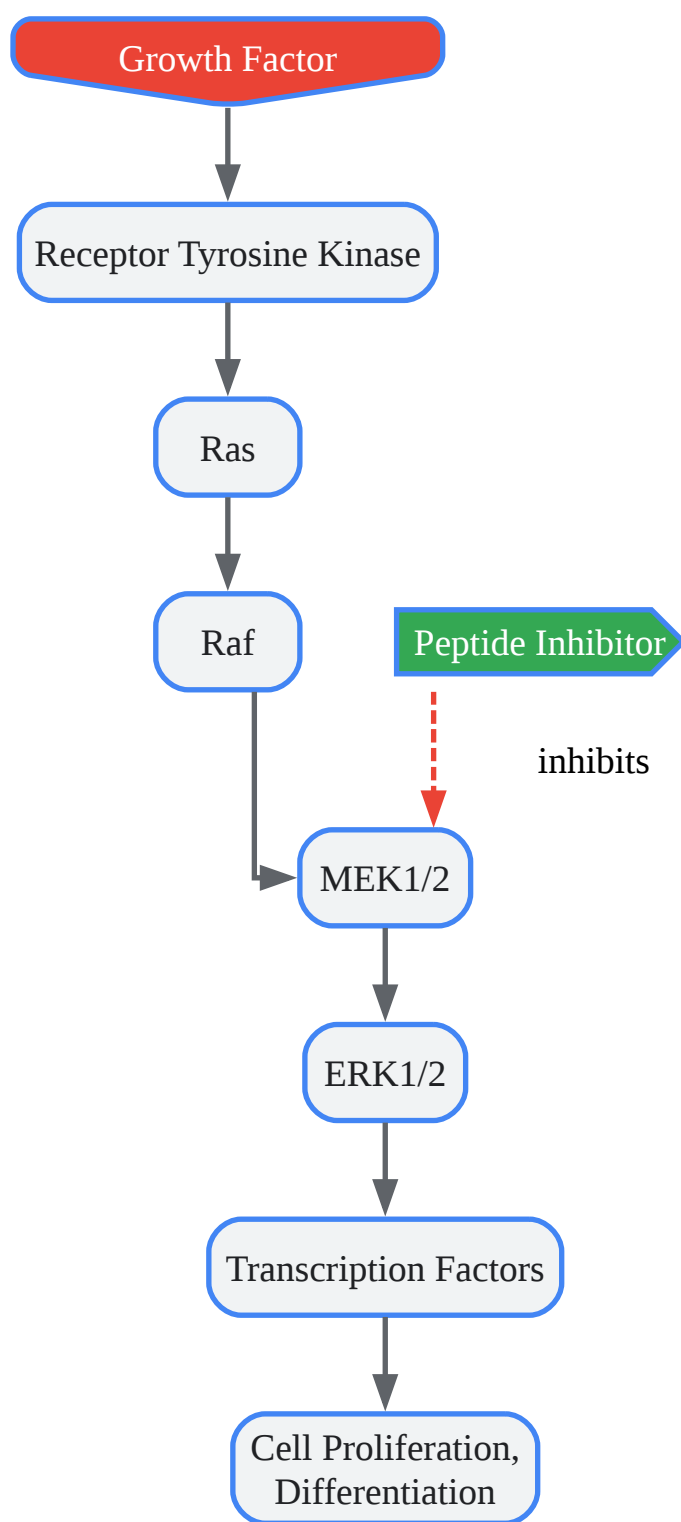 Growth Factor
Receptor Tyrosine Kinase
Ras
Raf
Peptide Inhibitor
inhibits
MEK1/2
ERK1/2
Transcription Factors
Cell Proliferation,
Differentiation